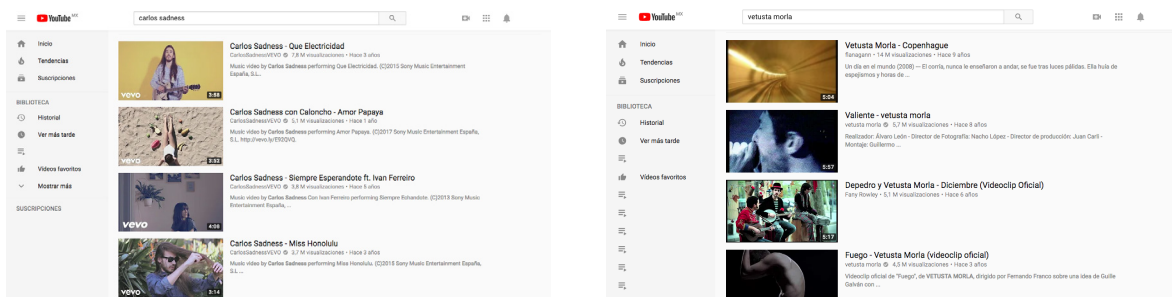 YouTube MX
carlos sadness
Inicio
Tendencias
Suscripciones
BIBLIOTECA
Historial
Ver más tarde
Vídeos favoritos
Mostrar más
SUSCRIPCIONES
3:58
vevo
Carlos Sadness - Que Electricidad
CarlosSadnessVEVO 7,8 M visualizaciones • Hace 3 años
Music video by Carlos Sadness performing Que Electricidad. (C)2015 Sony Music Entertainment
España, S.L..
3:52
vevo
Carlos Sadness con Caloncho - Amor Papaya
CarlosSadnessVEVO 5,1 M visualizaciones • Hace 1 año
Music video by Carlos Sadness performing Amor Papaya. (C)2017 Sony Music Entertainment España,
S.L. http://vevo.ly/E92QVQ.
4:08
vevo
Carlos Sadness - Siempre Esperandote ft. Ivan Ferreiro
CarlosSadnessVEVO 3,8 M visualizaciones • Hace 5 años
Music video by Carlos Sadness Con Ivan Ferreiro performing Siempre Eshandote. (C)2013 Sony Music
Entertainment España, ...
3:14
vevo
Carlos Sadness - Miss Honolulu
CarlosSadnessVEVO 3,7 M visualizaciones • Hace 3 años
Music video by Carlos Sadness performing Miss Honolulu. (C)2015 Sony Music Entertainment España,
S.L ...
YouTube MX
vetusta morla
Inicio
Tendencias
Suscripciones
BIBLIOTECA
Historial
Ver más tarde
Vídeos favoritos
5:04
Vetusta Morla - Copenhague
flanagann • 14 M visualizaciones • Hace 9 años
Un día en el mundo (2008) — El corría, nunca le enseñaron a andar, se fue tras luces pálidas. Ella huía de
espejismos y horas de ...
5:57
Valiente - vetusta morla
vetusta morla 5,7 M visualizaciones • Hace 8 años
Realizador: Álvaro León - Director de Fotografía: Nacho López - Director de producción: Juan Carli -
Montaje: Guillermo ...
5:17
Depedro y Vetusta Morla - Diciembre (Videoclip Oficial)
Fany Rowley • 5,1 M visualizaciones • Hace 6 años
Fuego - Vetusta Morla (videoclip oficial)
vetusta morla 4,5 M visualizaciones • Hace 3 años
Videoclip oficial de "Fuego", de VETUSTA MORLA, dirigido por Fernando Franco sobre una idea de Guille
Galván con ...